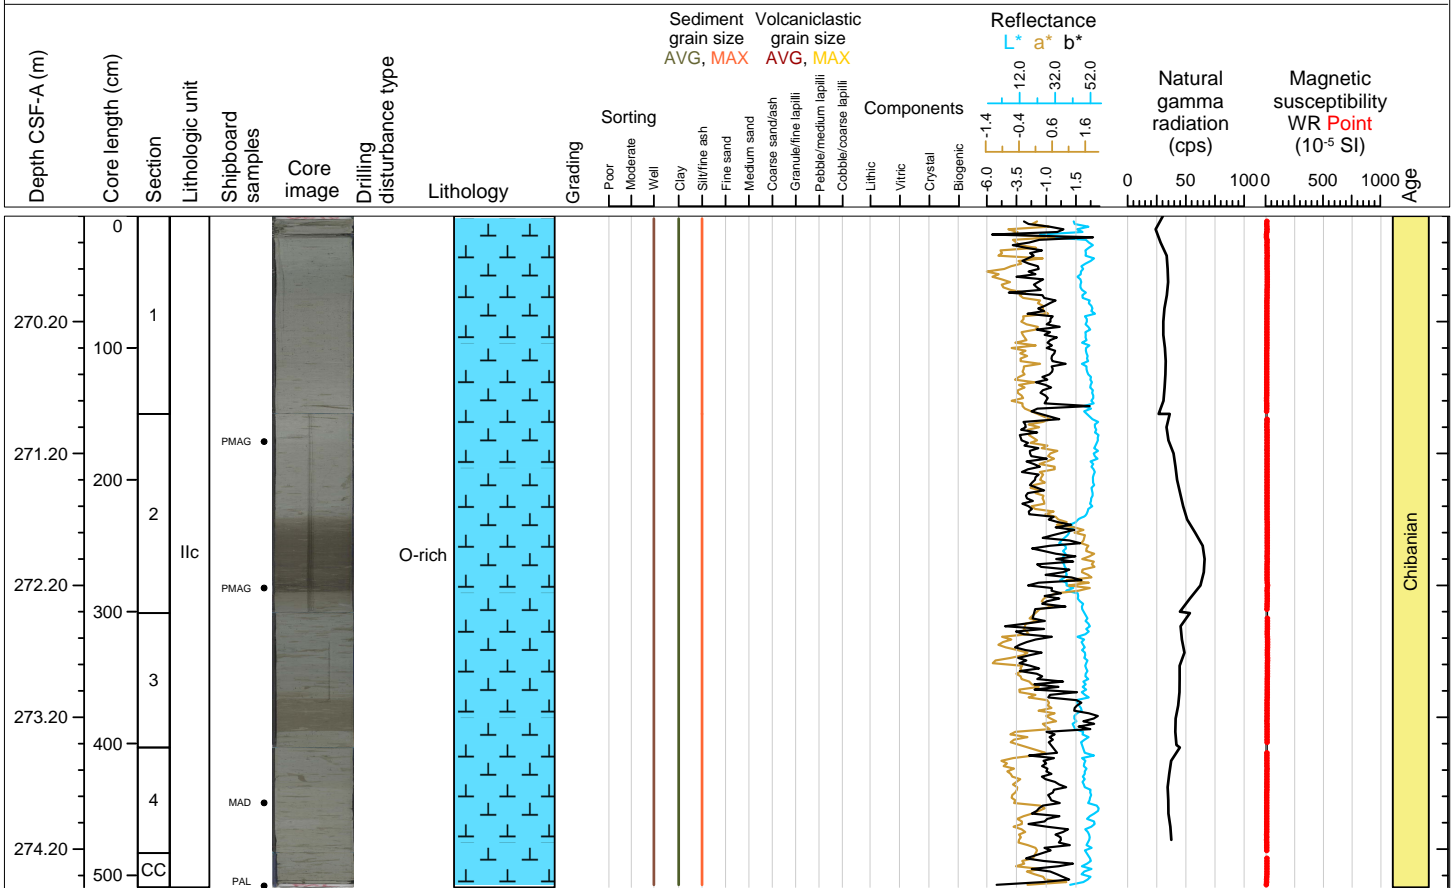 Depth CSF-A (m)
Core length (cm)
Section
Lithologic unit
Shipboard
samples
Core
image
Drilling
disturbance type
Lithology
Grading
Sorting
Poor
Moderate
Well
Sediment
grain size
AVG, MAX
Volcaniclastic
grain size
AVG, MAX
Clay
Silt/fine ash
Fine sand
Medium sand
Coarse sand/ash
Granule/fine lapilli
Pebble/medium lapilli
Cobble/coarse lapilli
Components
Lithic
Vitric
Crystal
Biogenic
Reflectance
L* a* b*
12.0 32.0 52.0
-1.4 -0.4 0.6 1.6
-6.0 -3.5 -1.0 1.5
Natural
gamma
radiation
(cps)
0 50 100
Magnetic
susceptibility
WR Point
(10-5 SI)
0 500 1000
Age
0
270.20
1
100
PMAG
271.20
200
2
IIc
O-rich
Chibanian
PMAG
272.20
300
3
273.20
400
4
MAD
274.20
CC
500
PAL